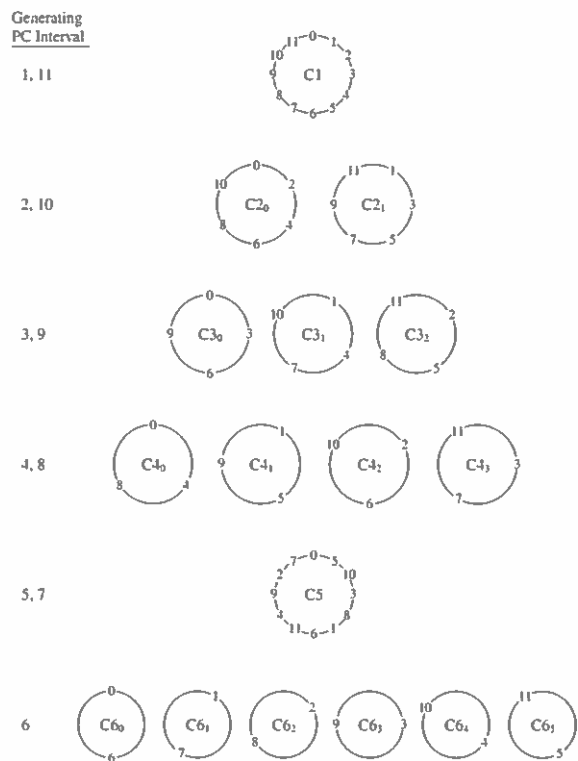 Generating
PC Interval
0
11 1
10 2
1, 11 9 C1 3
8 4
7 5
6
0 11 1
10 2
2, 10 C2₀ 9 C2₁ 3
8 4
6 7 5
0 10 1 11 2
3, 9 9 C3₀ 3 C3₁ C3₂
6 7 4 8 5
0 1 10 2 11
4, 8 C4₀ 9 C4₁ C4₂ C4₃ 3
8 4 5 6 7
0
7 5
2 10
5, 7 9 C5 3
4 8
11 1
6
0 1 2 10 11
6 C6₀ C6₁ C6₂ 9 C6₃ 3 C6₄ C6₅
6 7 8 4 5